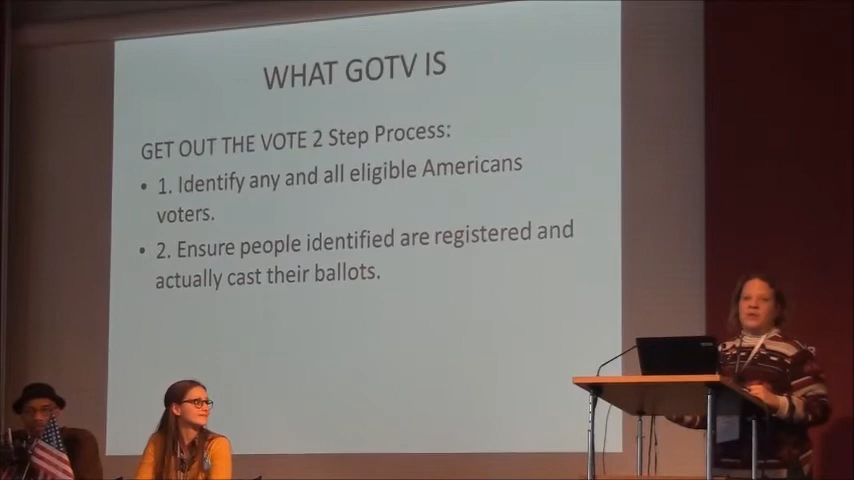 WHAT GOTV IS
GET OUT THE VOTE 2 Step Process:
• 1. Identify any and all eligible Americans
voters.
• 2. Ensure people identified are registered and
actually cast their ballots.